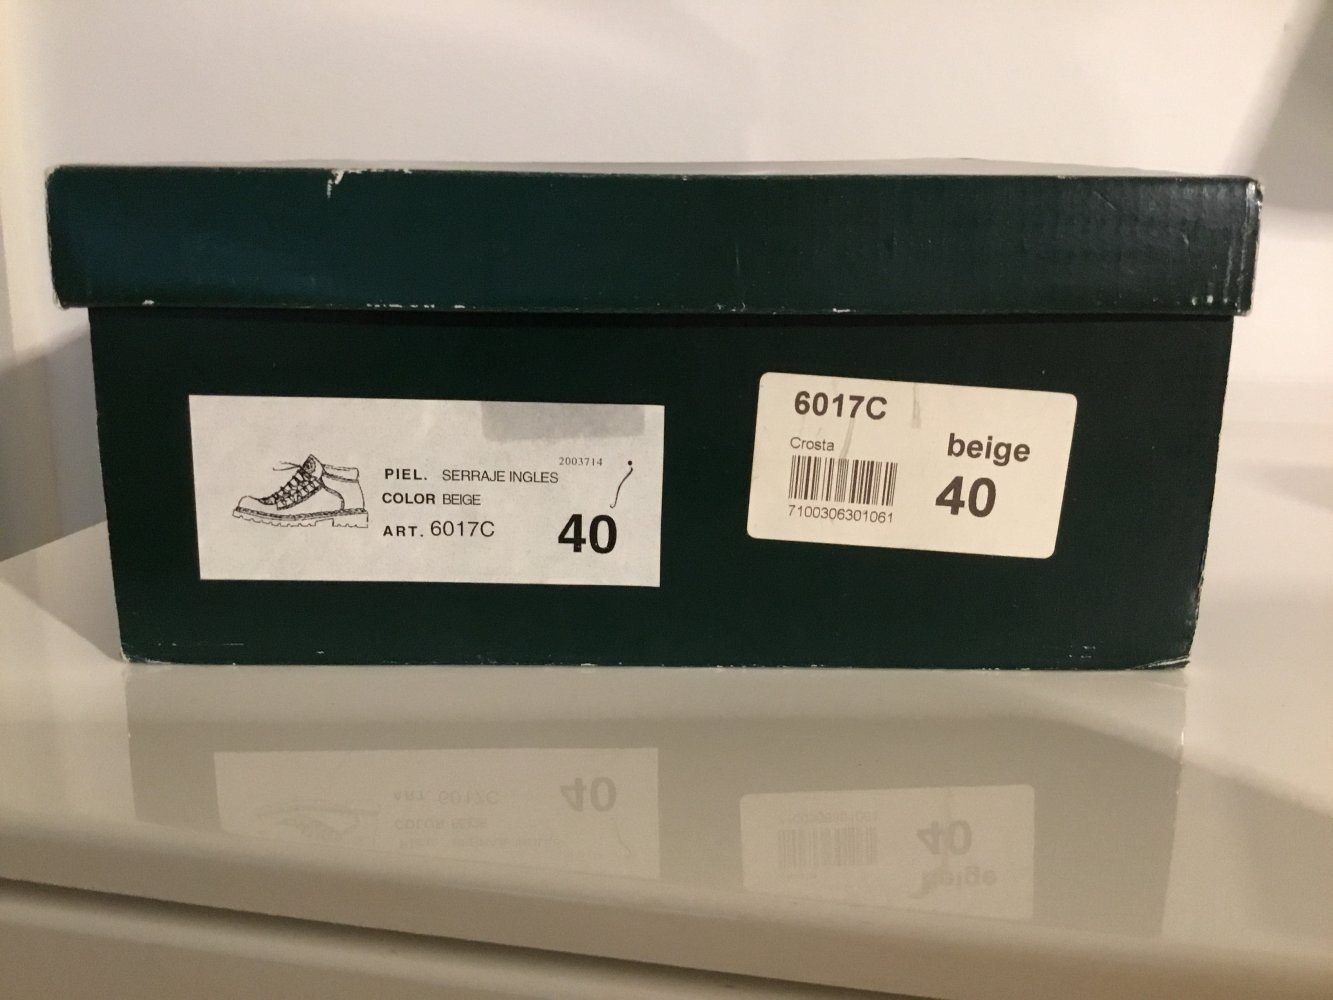 2003714
PIEL. SERRAJE INGLES
COLOR BEIGE
ART. 6017C
40
6017C
Crosta
beige
40
7100306301061